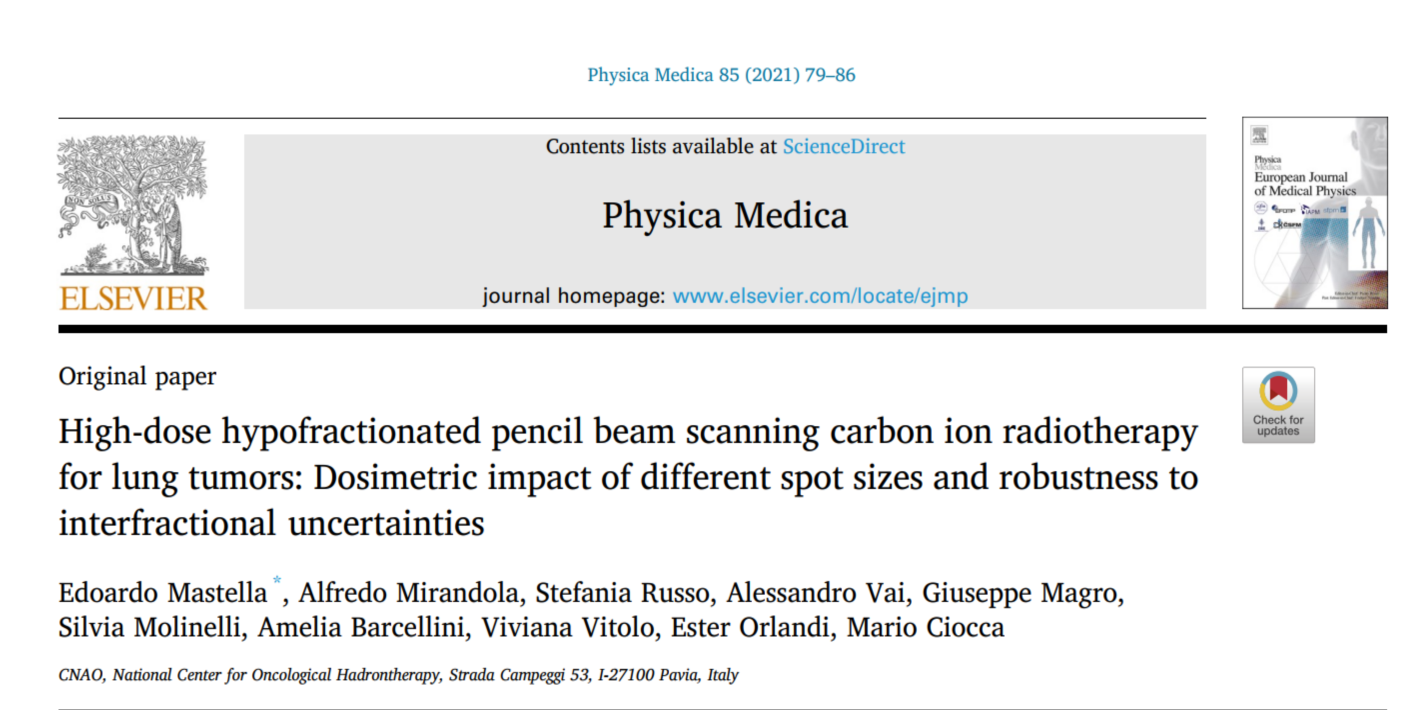 Physica Medica 85 (2021) 79–86
Contents lists available at ScienceDirect
Physica Medica
journal homepage: www.elsevier.com/locate/ejmp
ELSEVIER
Physica
Medica
European Journal
of Medical Physics
Original paper
Check for
updates
High-dose hypofractionated pencil beam scanning carbon ion radiotherapy
for lung tumors: Dosimetric impact of different spot sizes and robustness to
interfractional uncertainties
Edoardo Mastella *, Alfredo Mirandola, Stefania Russo, Alessandro Vai, Giuseppe Magro,
Silvia Molinelli, Amelia Barcellini, Viviana Vitolo, Ester Orlandi, Mario Ciocca
CNAO, National Center for Oncological Hadrontherapy, Strada Campeggi 53, I-27100 Pavia, Italy